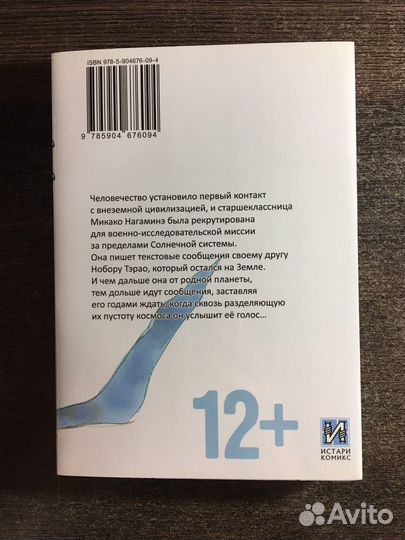 ISBN 978-5-904676-09-4
9 785904 676094
Человечество установило первый контакт
с внеземной цивилизацией, и старшеклассница
Микако Нагаминэ была рекрутирована
для военно-исследовательской миссии
за пределами Солнечной системы.
Она пишет текстовые сообщения своему другу
Нобору Тэрао, который остался на Земле.
И чем дальше она от родной планеты,
тем дольше идут сообщения, заставляя
его годами ждать, когда сквозь разделяющую
их пустоту космоса он услышит её голос...
12+
И
ИСТАРИ
КОМИКС
Avito